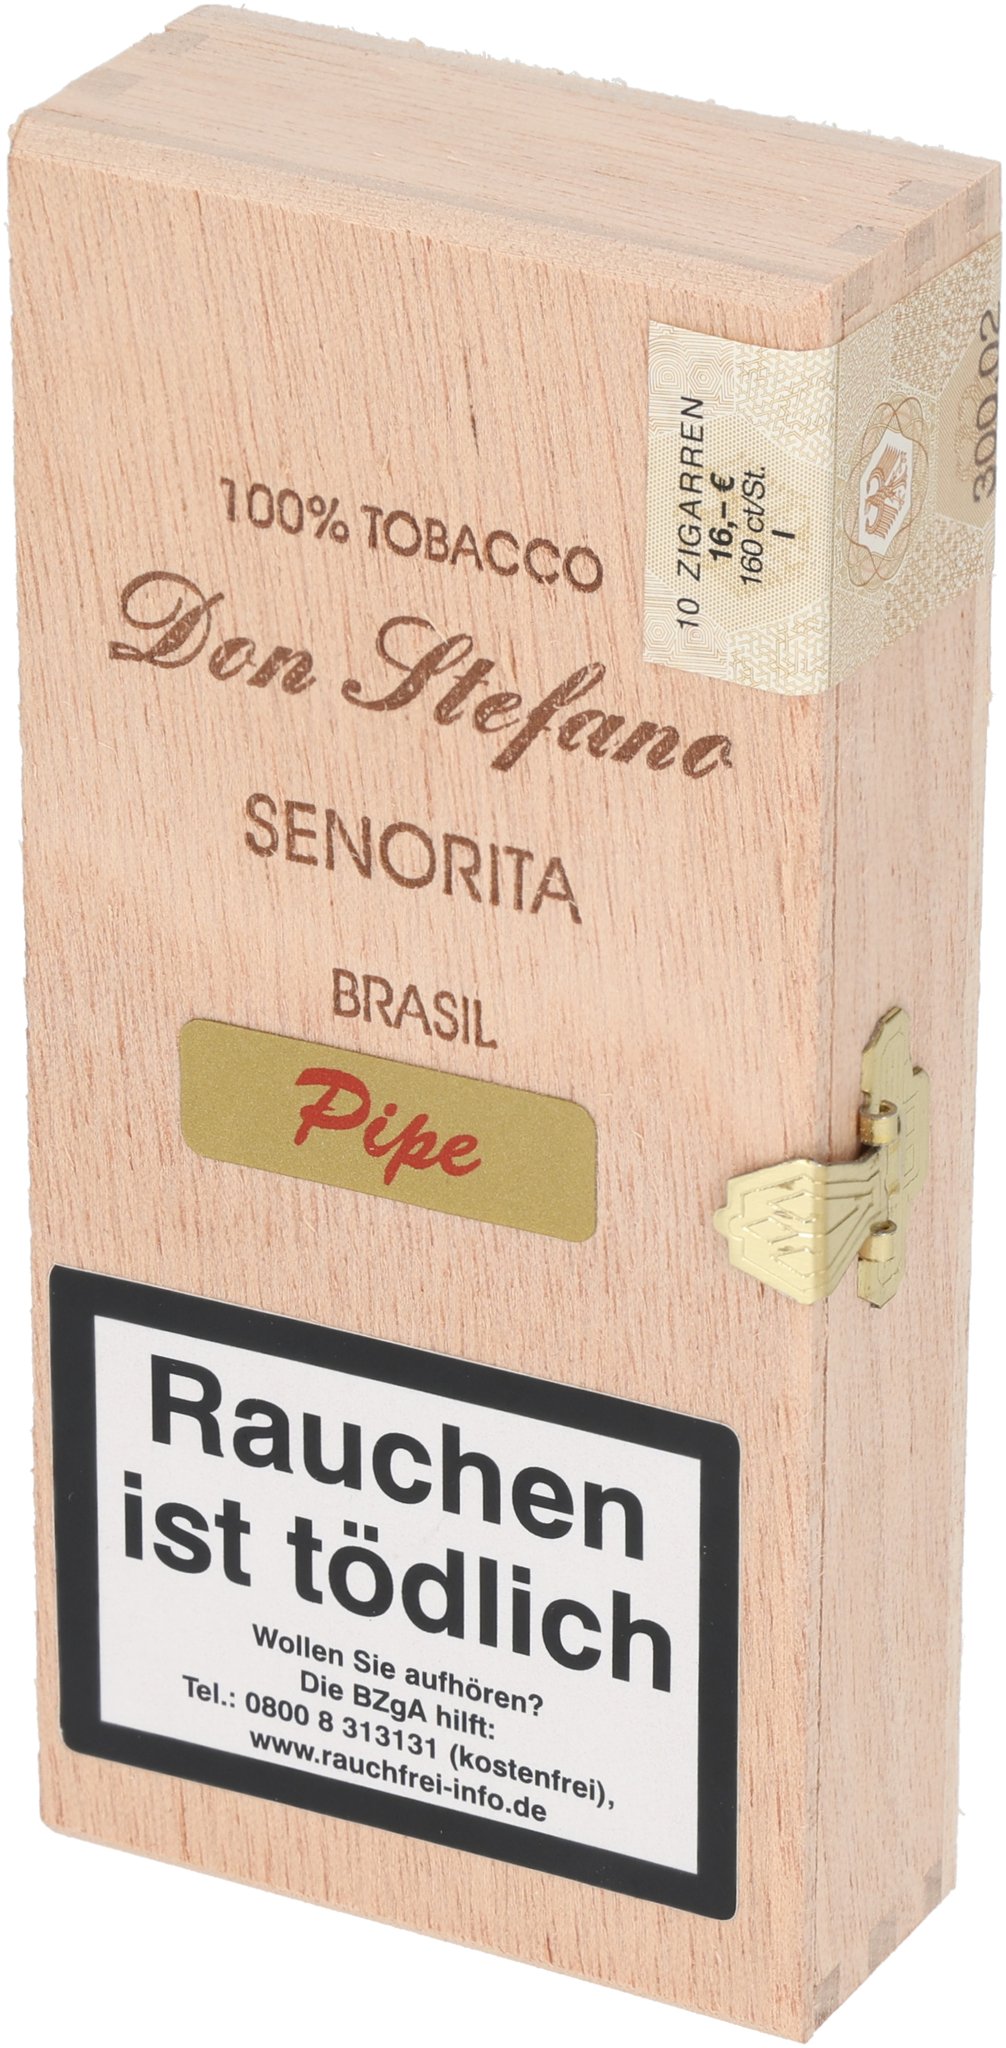 100% TOBACCO
Don Stefano
SENORITA
BRASIL
Pipe
10 ZIGARREN
16,– €
160 ct/St.
I
300.02
Rauchen
ist tödlich
Wollen Sie aufhören?
Die BZgA hilft:
Tel.: 0800 8 313131 (kostenfrei),
www.rauchfrei-info.de